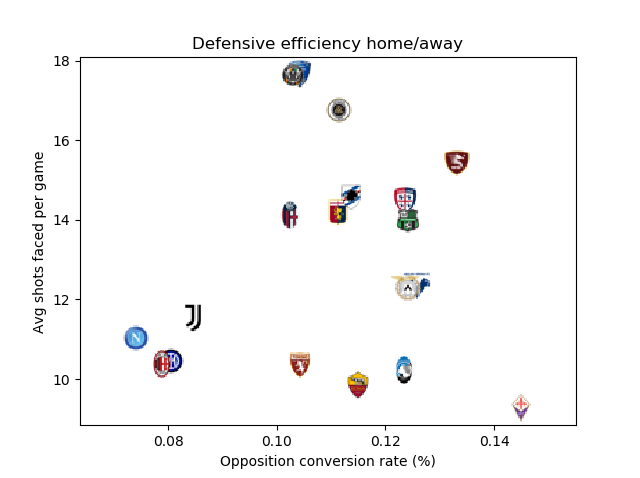 Defensive efficiency home/away
18
16
14
12
10
Avg shots faced per game
0.08 0.10 0.12 0.14
Opposition conversion rate (%)